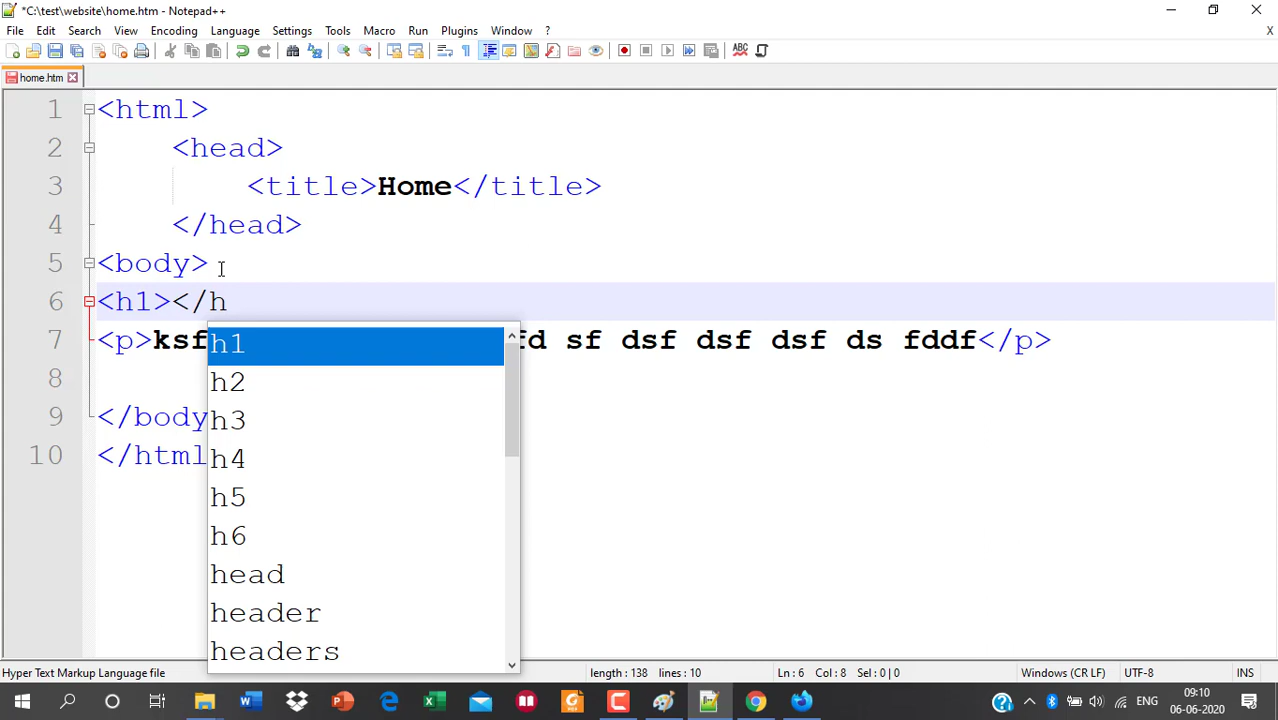 *C:\test\website\home.htm - Notepad++
File Edit Search View Encoding Language Settings Tools Macro Run Plugins Window ? X
home.htm
1 <html>
2 <head>
3 <title>Home</title>
4 </head>
5 <body>
6 <h1></h
7 <p>ksf fd sf dsf dsf dsf ds fddf</p>
8
9 </body
10 </html
h1
h2
h3
h4
h5
h6
head
header
headers
Hyper Text Markup Language file length : 138 lines : 10 Ln : 6 Col : 8 Sel : 0 | 0 Windows (CR LF) UTF-8 INS
ENG 09:10
06-06-2020